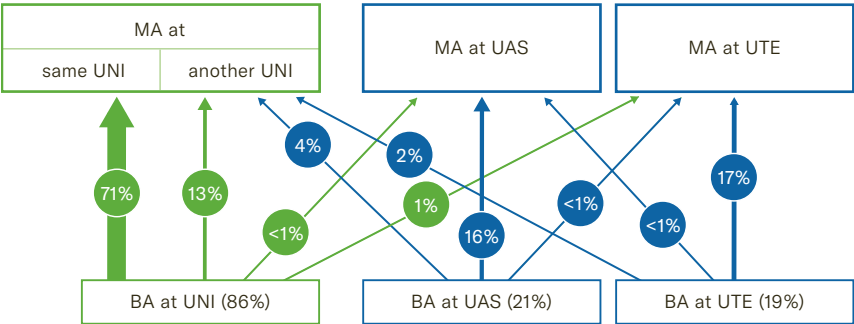 MA at
same UNI
another UNI
MA at UAS
MA at UTE
4%
2%
71%
13%
<1%
1%
16%
<1%
<1%
17%
BA at UNI (86%)
BA at UAS (21%)
BA at UTE (19%)